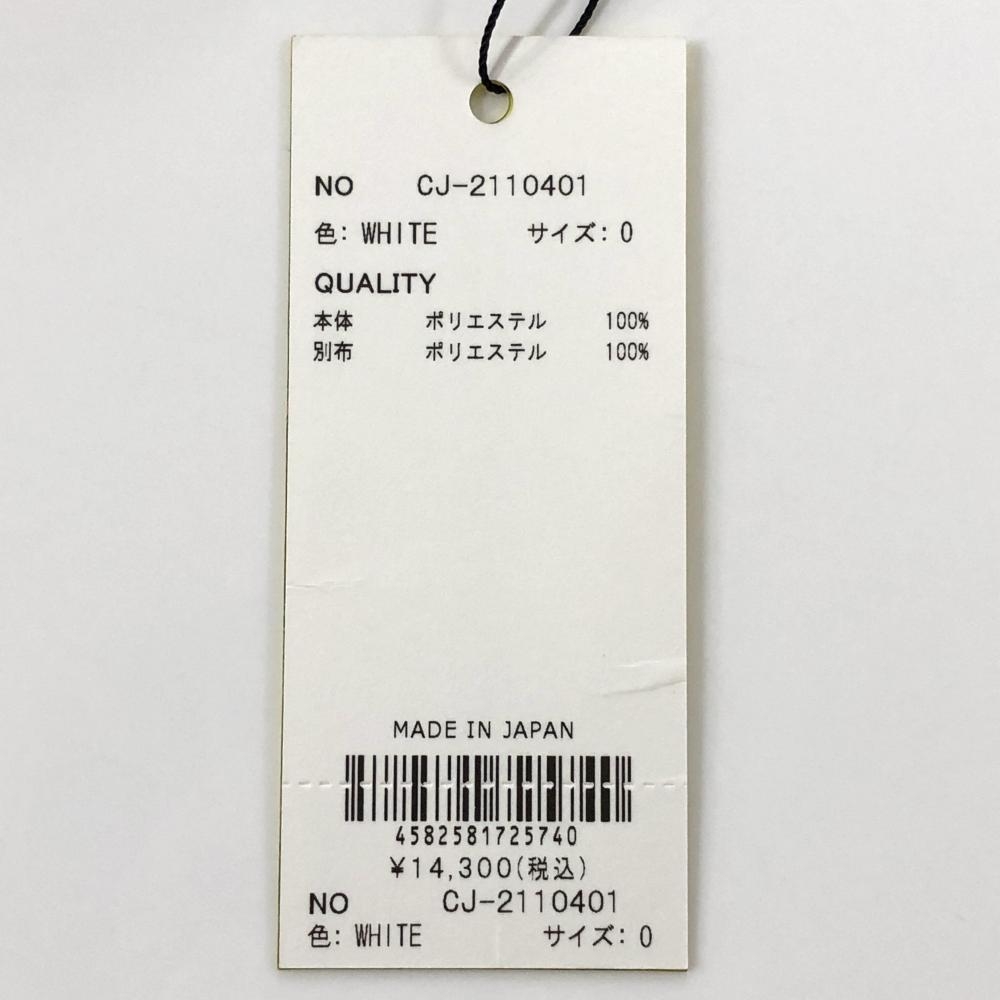 NO CJ-2110401
色: WHITE サイズ: 0
QUALITY
本体 ポリエステル 100%
別布 ポリエステル 100%
MADE IN JAPAN
4582581725740
¥14,300(税込)
NO CJ-2110401
色: WHITE サイズ: 0